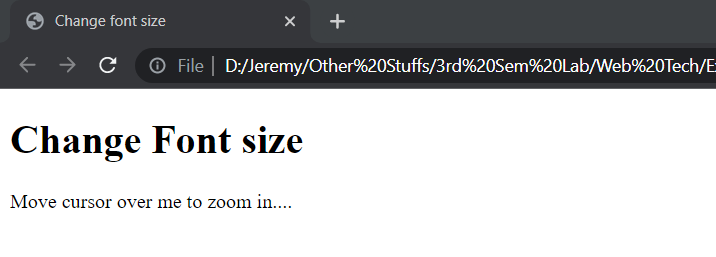 Change font size
File | D:/Jeremy/Other%20Stuffs/3rd%20Sem%20Lab/Web%20Tech/E
Change Font size
Move cursor over me to zoom in....